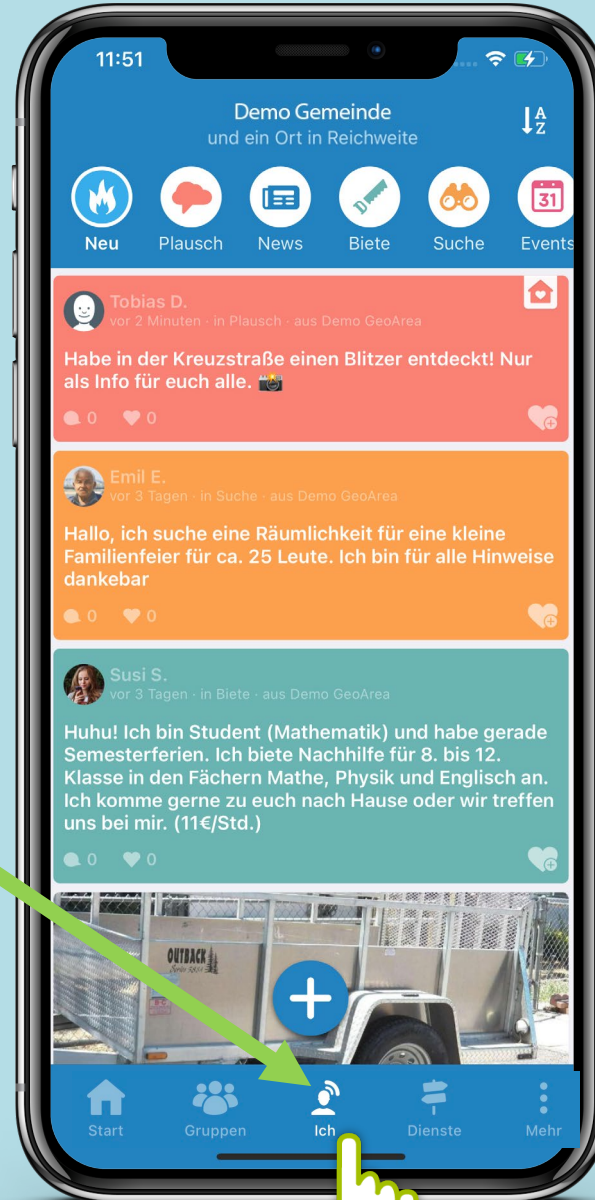 11:51
Demo Gemeinde
und ein Ort in Reichweite
A
Z
31
Neu
Plausch
News
Biete
Suche
Events
Tobias D.
vor 2 Minuten · in Plausch · aus Demo GeoArea
Habe in der Kreuzstraße einen Blitzer entdeckt! Nur
als Info für euch alle. 📸
0 0
Emil E.
vor 3 Tagen · in Suche · aus Demo GeoArea
Hallo, ich suche eine Räumlichkeit für eine kleine
Familienfeier für ca. 25 Leute. Ich bin für alle Hinweise
dankebar
0 0
Susi S.
vor 3 Tagen · in Biete · aus Demo GeoArea
Huhu! Ich bin Student (Mathematik) und habe gerade
Semesterferien. Ich biete Nachhilfe für 8. bis 12.
Klasse in den Fächern Mathe, Physik und Englisch an.
Ich komme gerne zu euch nach Hause oder wir treffen
uns bei mir. (11€/Std.)
0 0
OUTBACK
Start
Gruppen
Ich
Dienste
Mehr